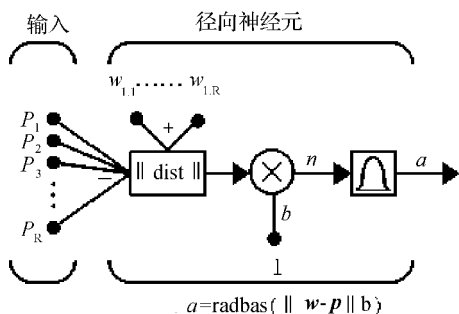 输入 径向神经元
w1,1 …… w1,R
P1
P2
P3
PR
+
−
‖ dist ‖
n
a
b
1
a=radbas(‖ w-p ‖ b)